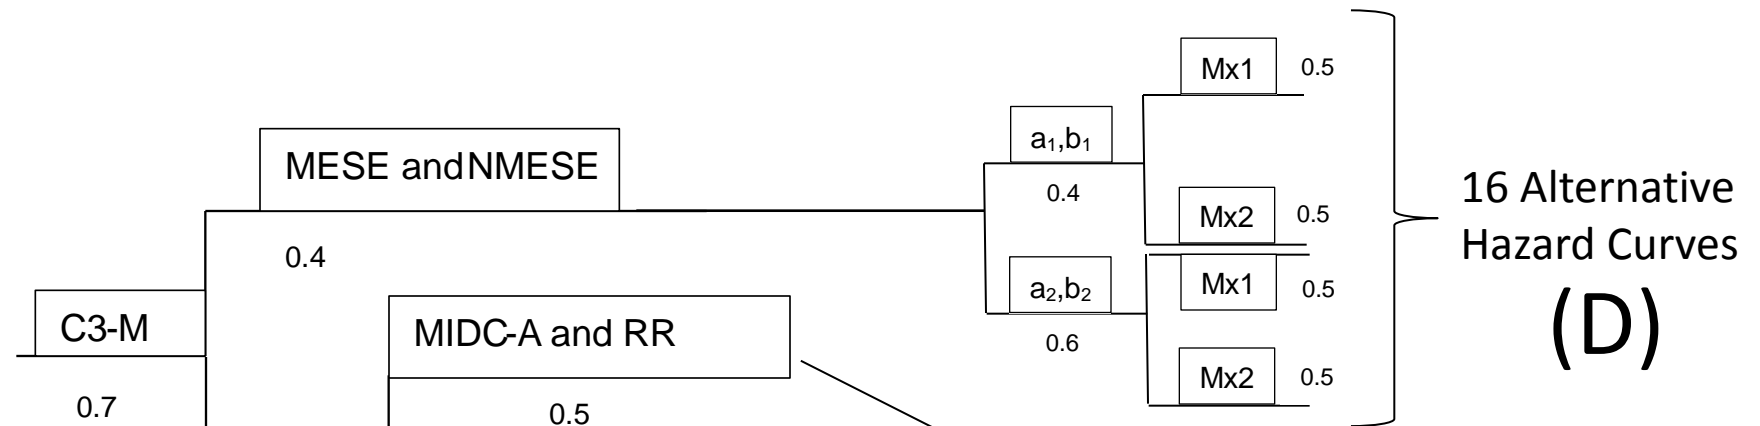 Mx1 0.5
a₁,b₁
0.4
MESE and NMESE
0.4
Mx2 0.5
a₂,b₂
0.6
Mx1 0.5
Mx2 0.5
C3-M
0.7
MIDC-A and RR
0.5
16 Alternative
Hazard Curves
(D)